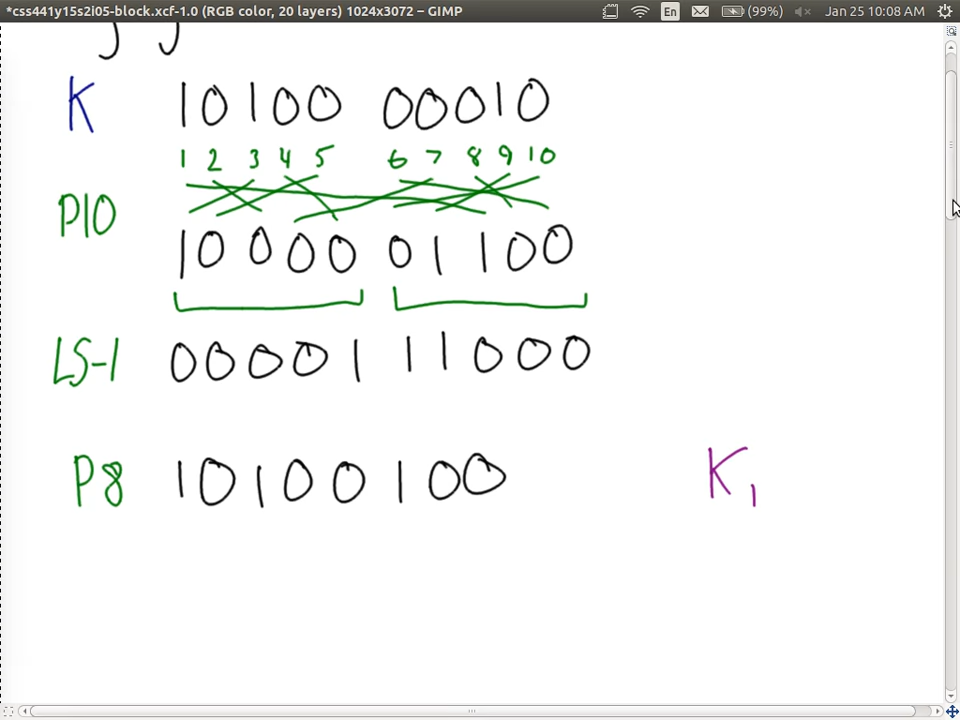 *css441y15s2i05-block.xcf-1.0 (RGB color, 20 layers) 1024x3072 – GIMP En (99%) Jan 25 10:08 AM
K 10100 00010
1 2 3 4 5 6 7 8 9 10
P10
10000 01100
LS-1 00001 11000
P8 10100100 K1